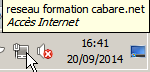 reseau formation cabare.net
Accès Internet
16:41
20/09/2014